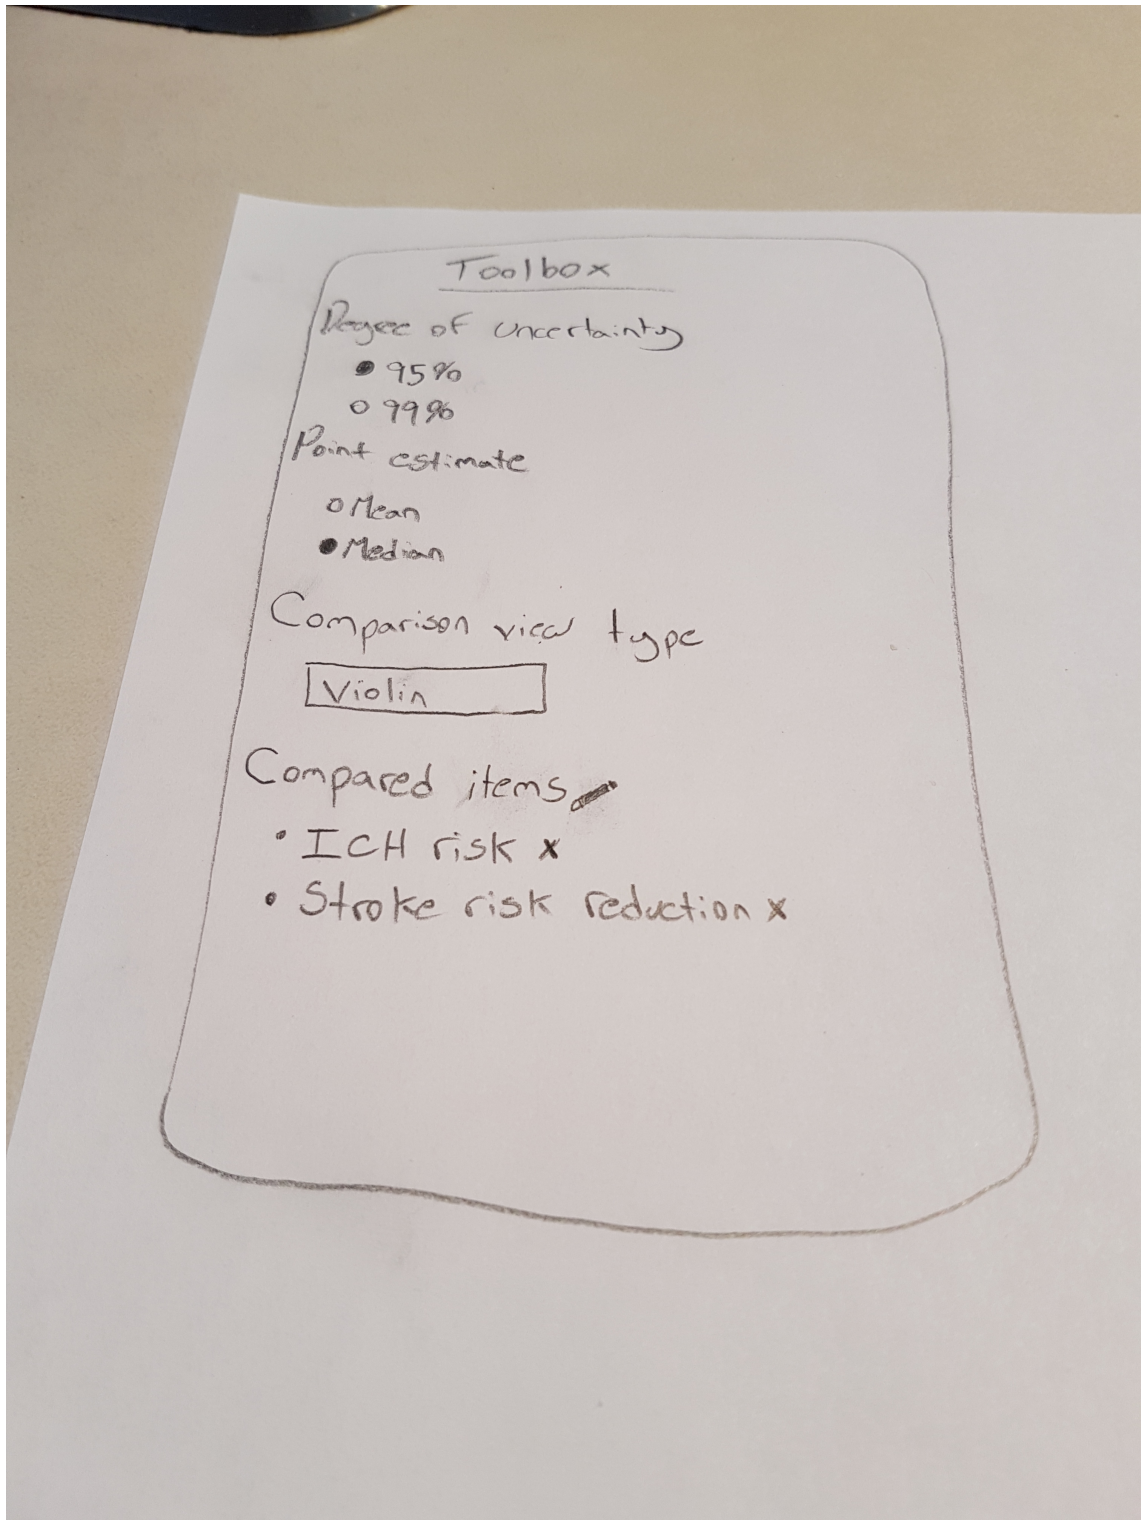 Toolbox
Degree of uncertainty
95%
99%
Point estimate
Mean
Median
Comparison view type
Violin
Compared items
• ICH risk x
• Stroke risk reduction x